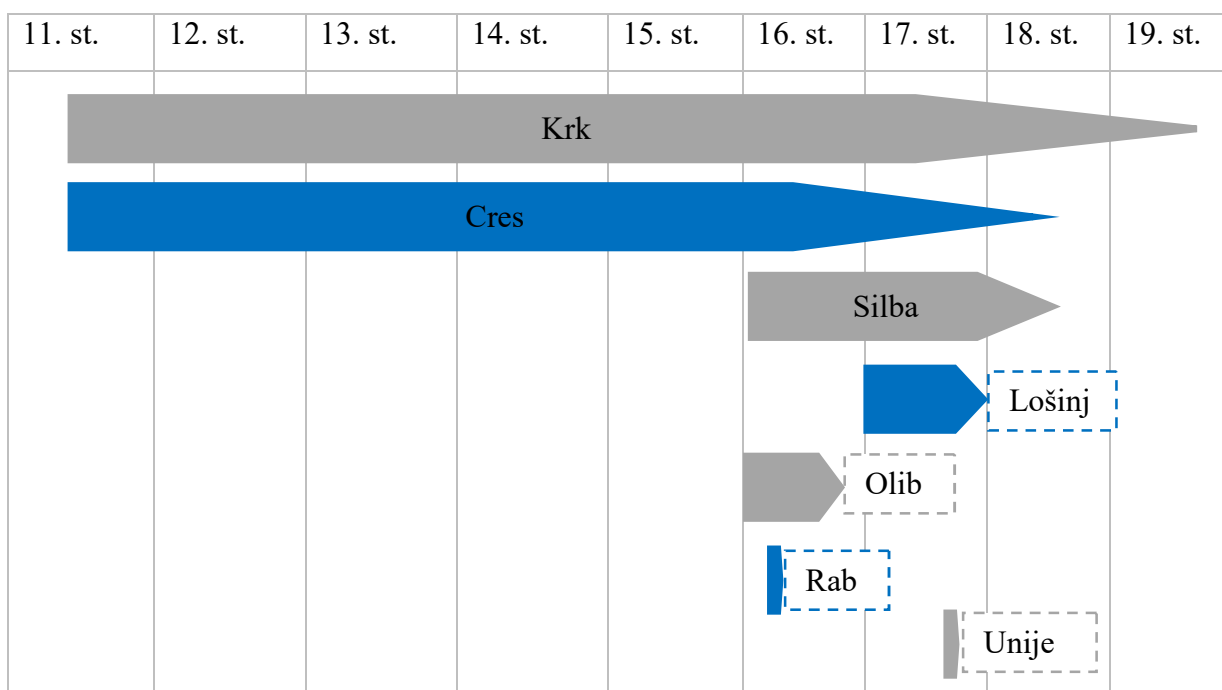 11. st. 12. st. 13. st. 14. st. 15. st. 16. st. 17. st. 18. st. 19. st.
Krk
Cres
Silba
Lošinj
Olib
Rab
Unije